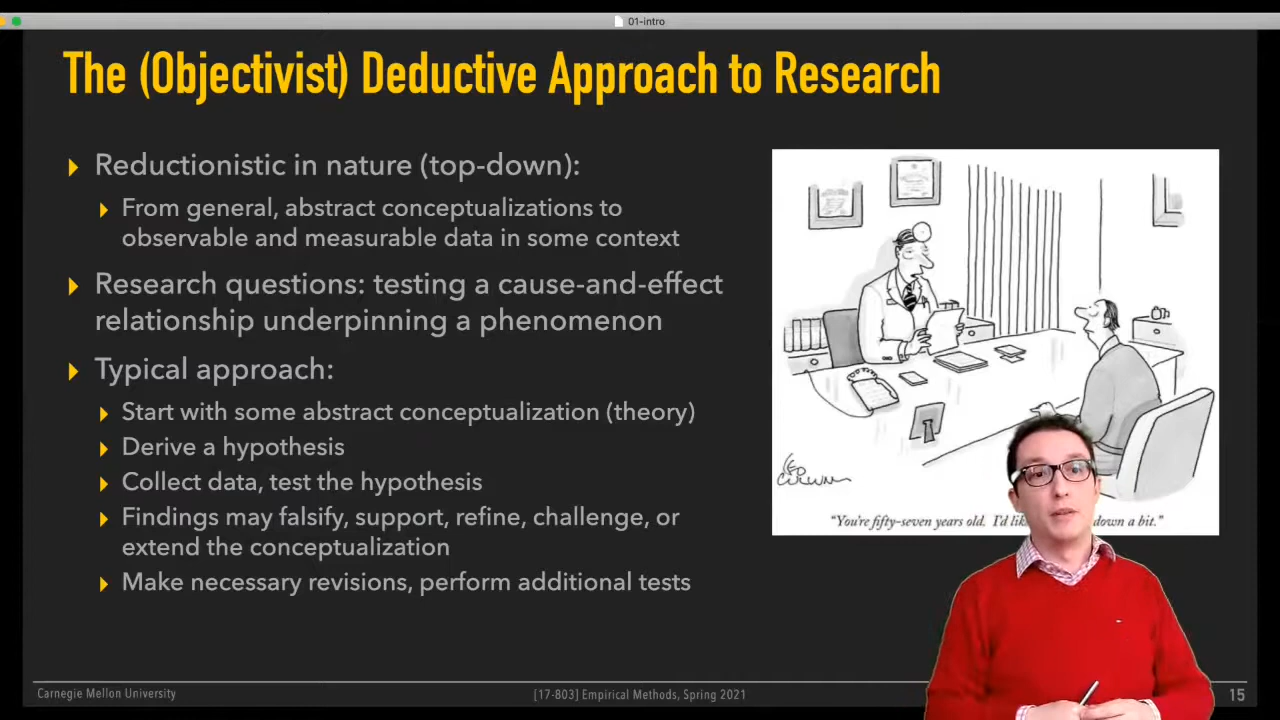 01-intro
The (Objectivist) Deductive Approach to Research
Reductionistic in nature (top-down):
From general, abstract conceptualizations to
observable and measurable data in some context
Research questions: testing a cause-and-effect
relationship underpinning a phenomenon
Typical approach:
Start with some abstract conceptualization (theory)
Derive a hypothesis
Collect data, test the hypothesis
Findings may falsify, support, refine, challenge, or
extend the conceptualization
Make necessary revisions, perform additional tests
"You're fifty-seven years old. I'd down a bit."
Carnegie Mellon University
[17-803] Empirical Methods, Spring 2021
15